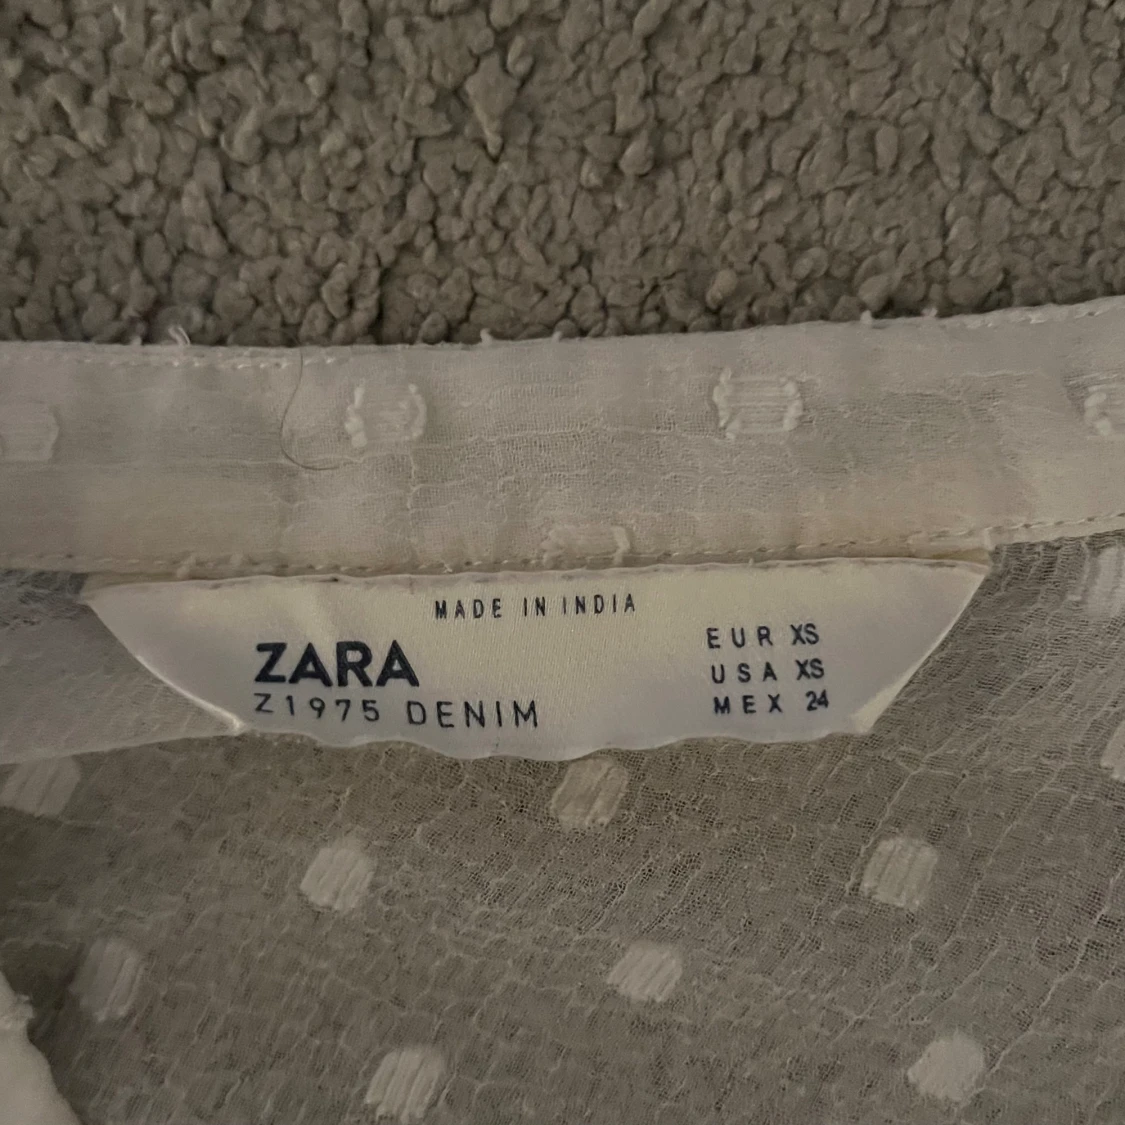 MADE IN INDIA
ZARA
Z1975 DENIM
EUR XS
USA XS
MEX 24